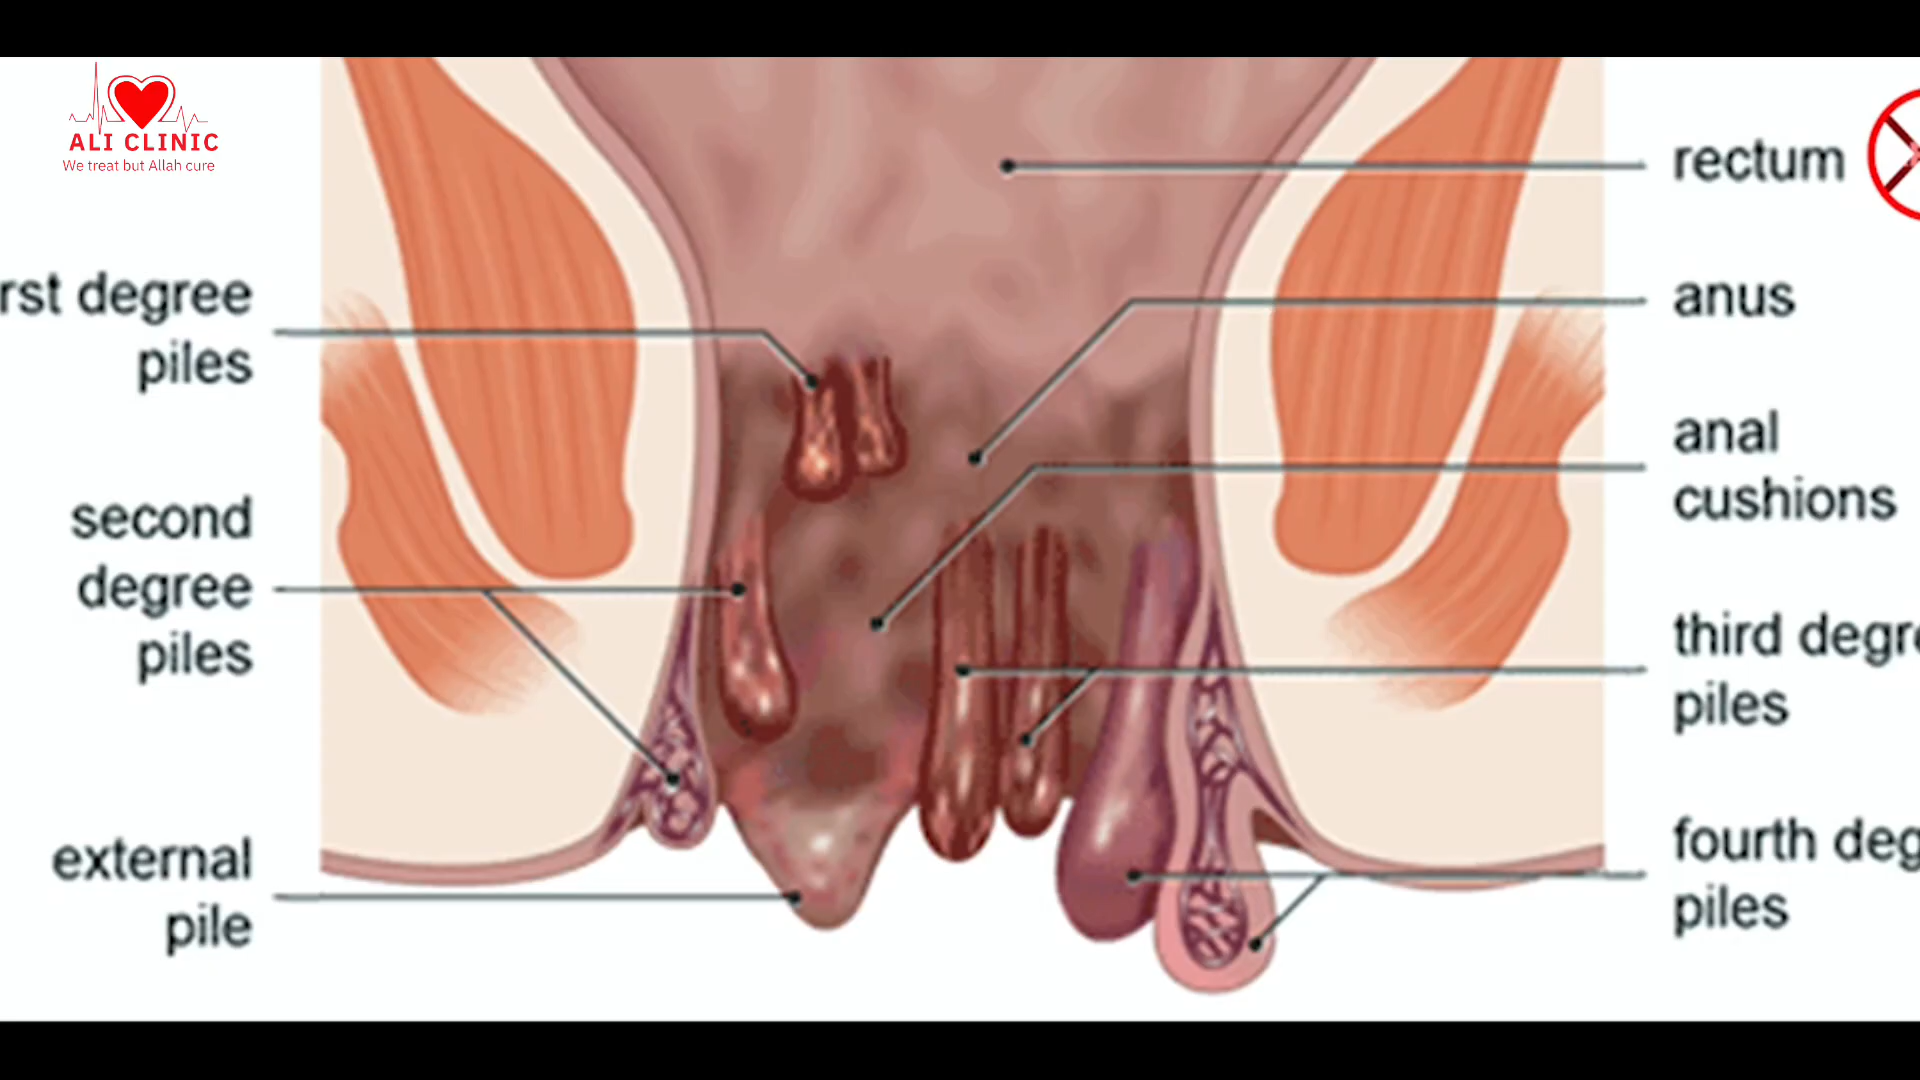 ALI CLINIC
We treat but Allah cure
rst degree
piles
second
degree
piles
external
pile
rectum
anus
anal
cushions
third degr
piles
fourth deg
piles